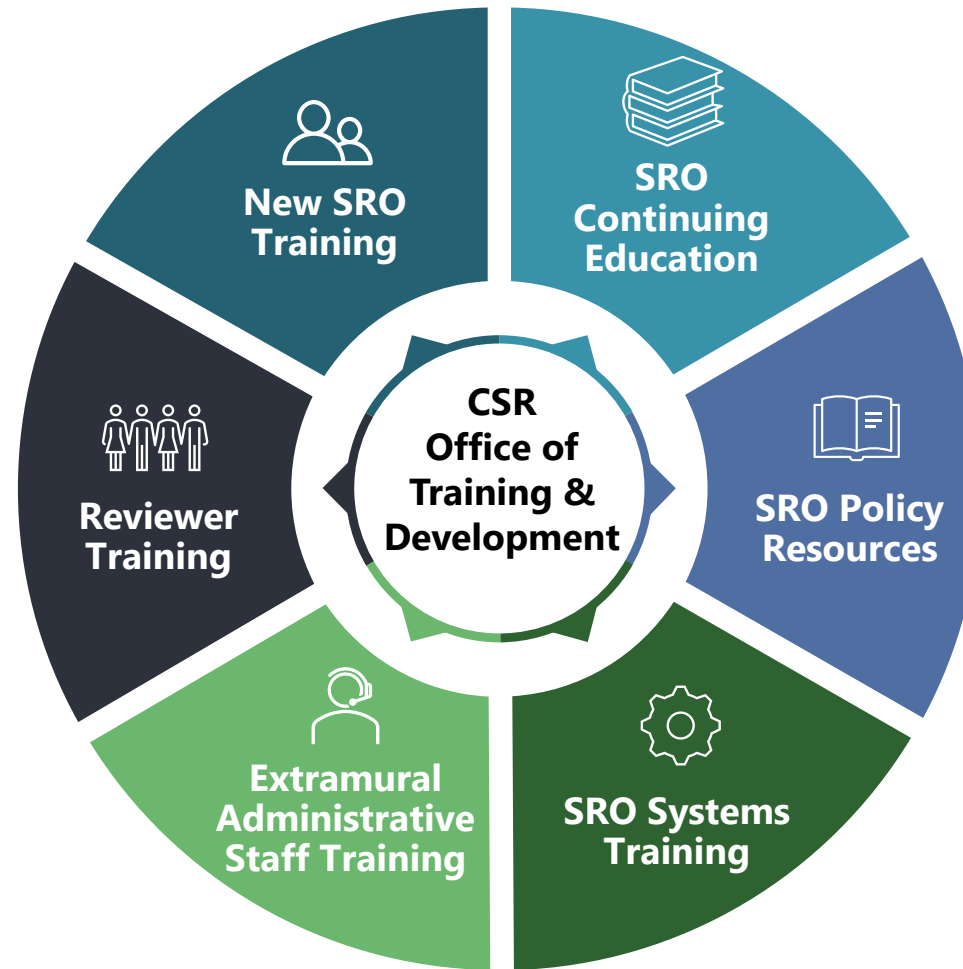 New SRO
Training
SRO
Continuing
Education
SRO Policy
Resources
SRO Systems
Training
Extramural
Administrative
Staff Training
Reviewer
Training
CSR
Office of
Training &
Development